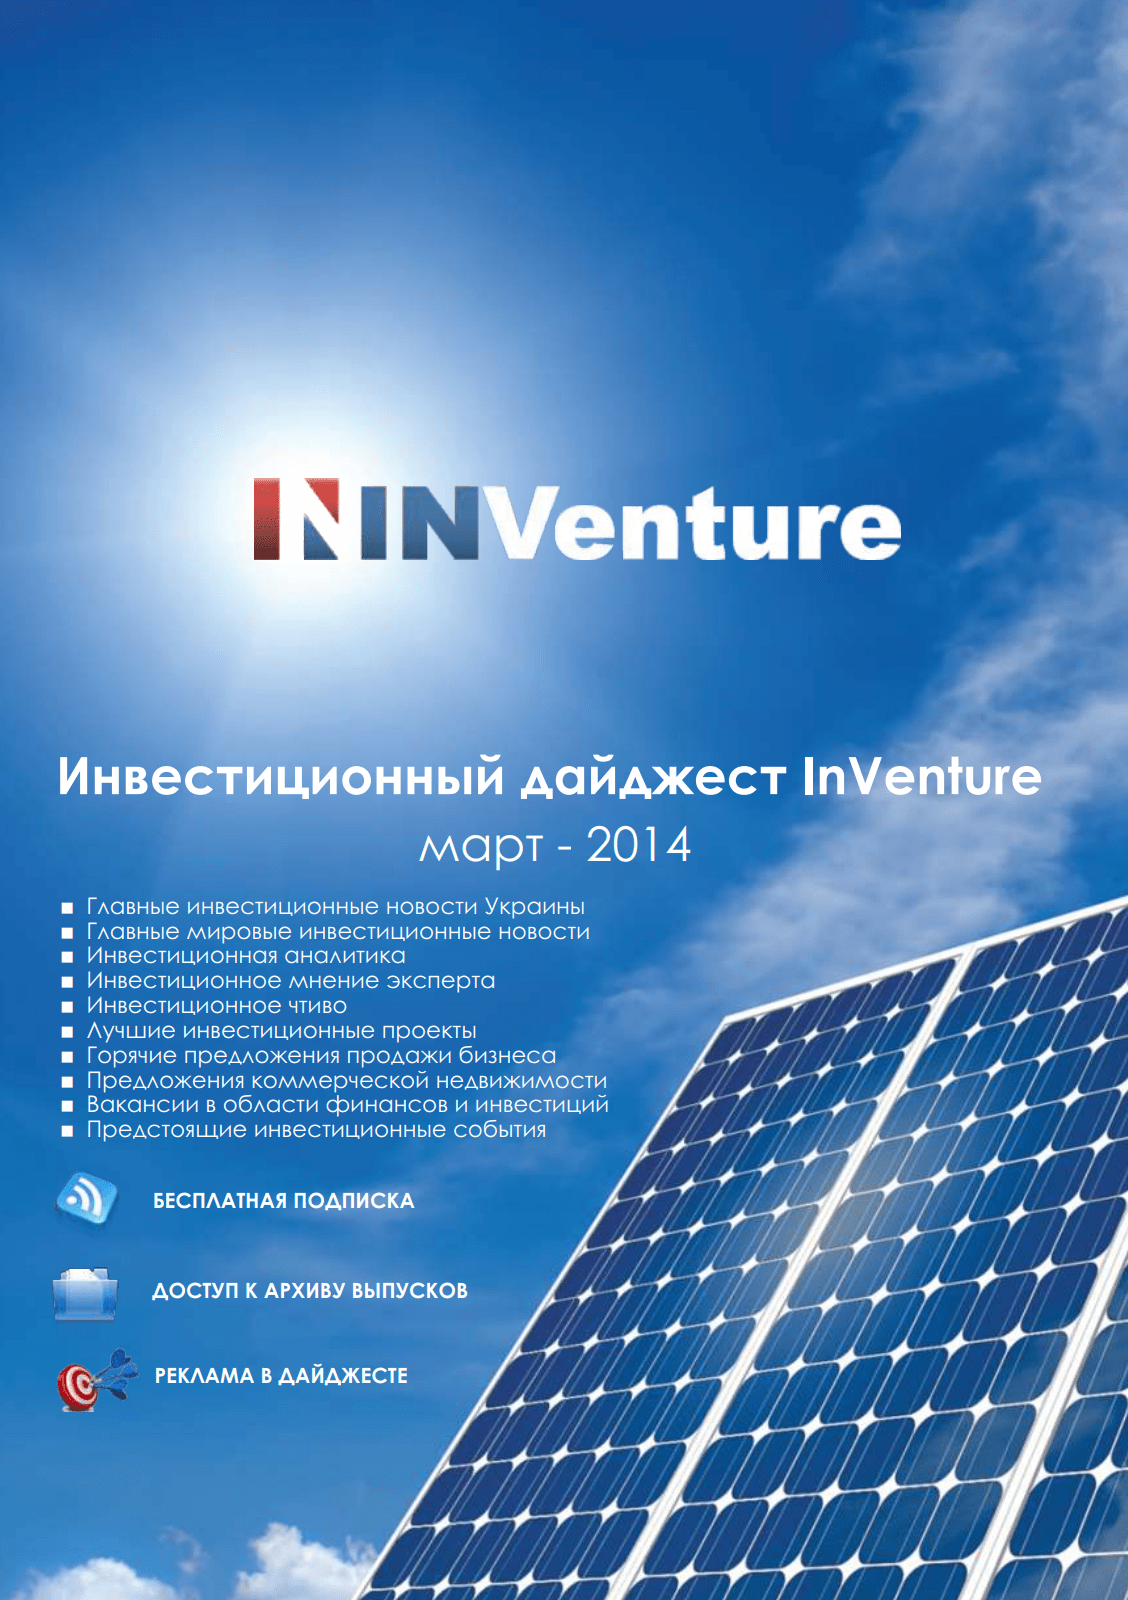 INVenture
Инвестиционный дайджест InVenture
март - 2014
Главные инвестиционные новости Украины
Главные мировые инвестиционные новости
Инвестиционная аналитика
Инвестиционное мнение эксперта
Инвестиционное чтиво
Лучшие инвестиционные проекты
Горячие предложения продажи бизнеса
Предложения коммерческой недвижимости
Вакансии в области финансов и инвестиций
Предстоящие инвестиционные события
БЕСПЛАТНАЯ ПОДПИСКА
ДОСТУП К АРХИВУ ВЫПУСКОВ
РЕКЛАМА В ДАЙДЖЕСТЕ